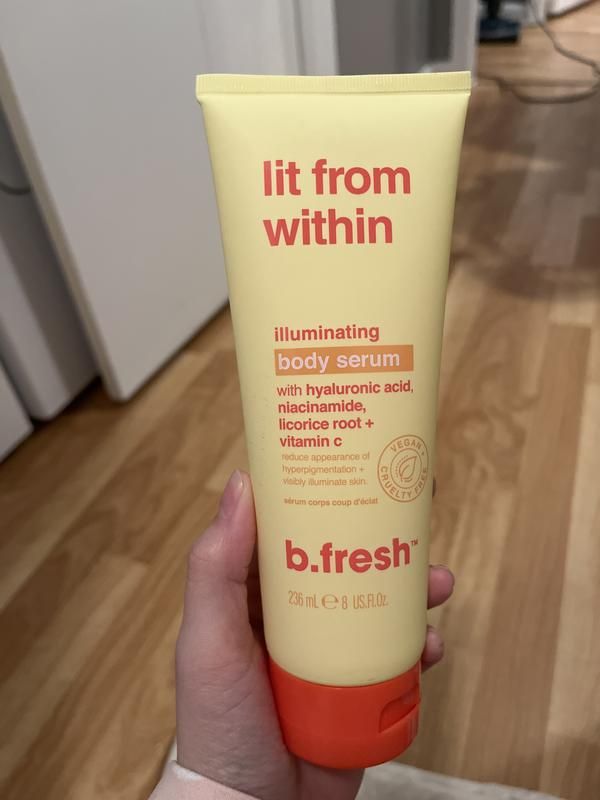 lit from
within
illuminating
body serum
with hyaluronic acid,
niacinamide,
licorice root +
vitamin c
reduce appearance of
hyperpigmentation +
visibly illuminate skin.
VEGAN +
CRUELTY FREE
sérum corps coup d'éclat
b.fresh™
236 mL ℮ 8 US.Fl.Oz.